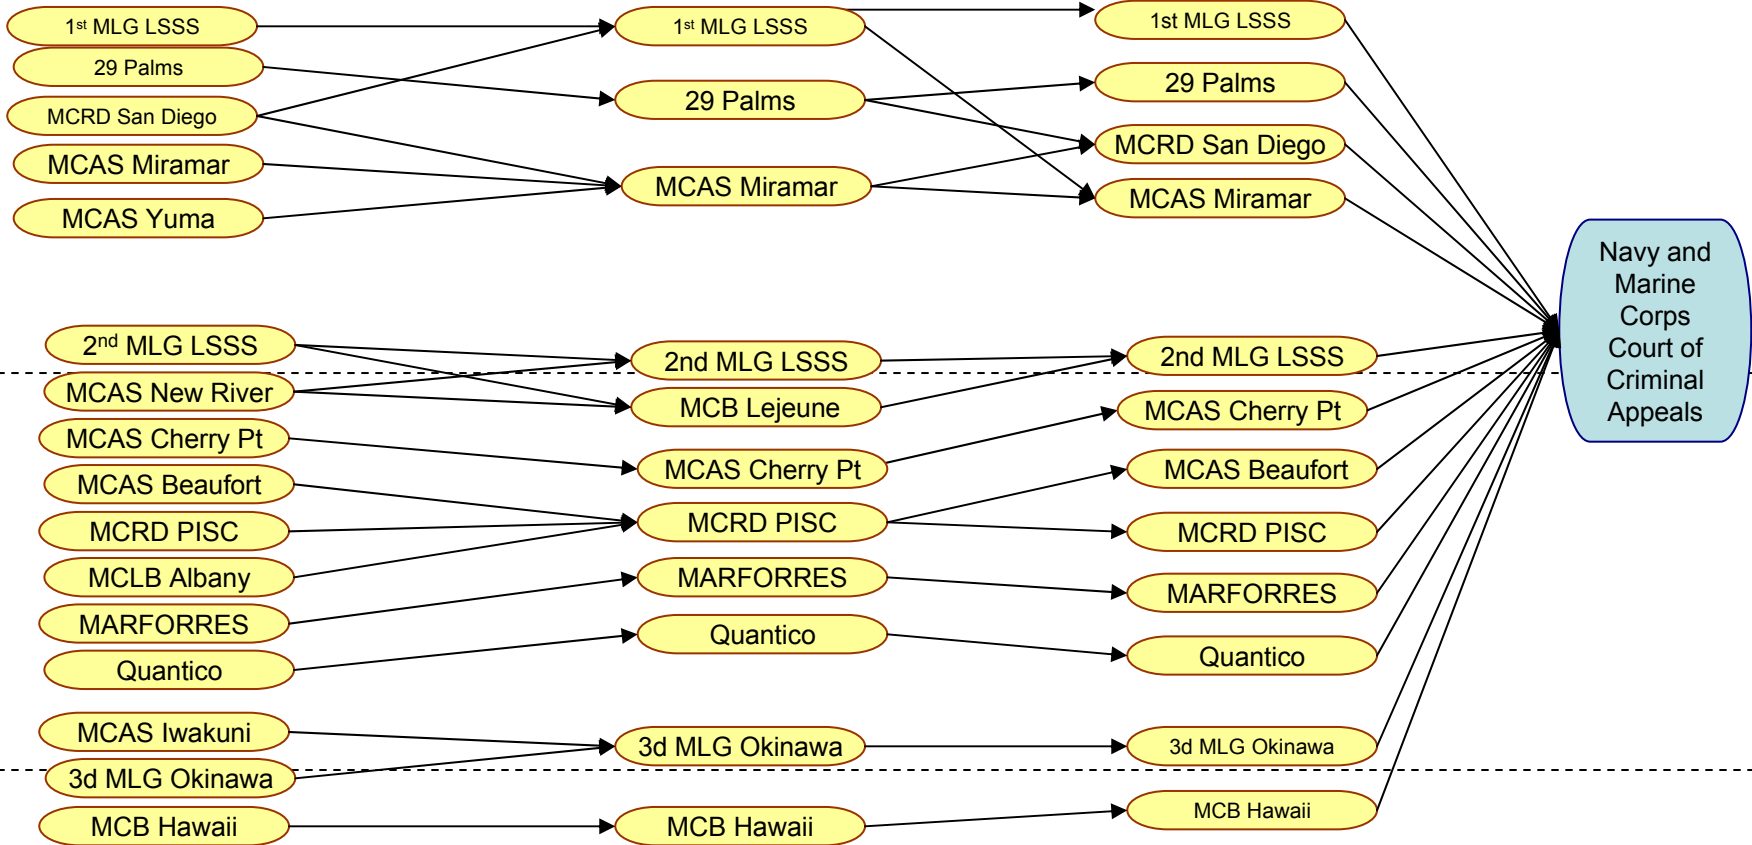 1st MLG LSSS
29 Palms
MCRD San Diego
MCAS Miramar
MCAS Yuma
1st MLG LSSS
29 Palms
MCAS Miramar
1st MLG LSSS
29 Palms
MCRD San Diego
MCAS Miramar
2nd MLG LSSS
MCAS New River
MCAS Cherry Pt
MCAS Beaufort
MCRD PISC
MCLB Albany
MARFORRES
Quantico
2nd MLG LSSS
MCB Lejeune
MCAS Cherry Pt
MCRD PISC
MARFORRES
Quantico
2nd MLG LSSS
MCAS Cherry Pt
MCAS Beaufort
MCRD PISC
MARFORRES
Quantico
MCAS Iwakuni
3d MLG Okinawa
MCB Hawaii
3d MLG Okinawa
MCB Hawaii
3d MLG Okinawa
MCB Hawaii
Navy and
Marine
Corps
Court of
Criminal
Appeals